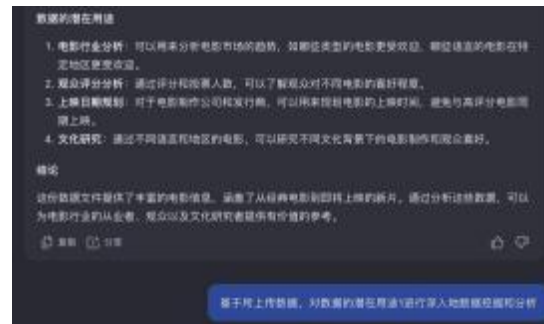 数据的潜在用途
1. 电影行业分析：可以用来分析电影市场的趋势，如哪些类型的电影更受欢迎，哪些语言的电影在特
定地区更受欢迎。
2. 观众评分分析：通过评分和投票人数，可以了解观众对不同电影的喜好程度。
3. 上映日期规划：对于电影制作公司和发行商，可以用来规划电影的上映时间，避免与高评分电影同
期上映。
4. 文化研究：通过不同语言和地区的电影，可以研究不同文化背景下的电影制作和观众喜好。
结论
这份数据文件提供了丰富的电影信息，涵盖了从经典电影到即将上映的新片。通过分析这些数据，可以
为电影行业的从业者、观众以及文化研究者提供有价值的参考。
复制 分享
基于对上传数据，对数据的潜在用途1进行深入地数据挖掘和分析